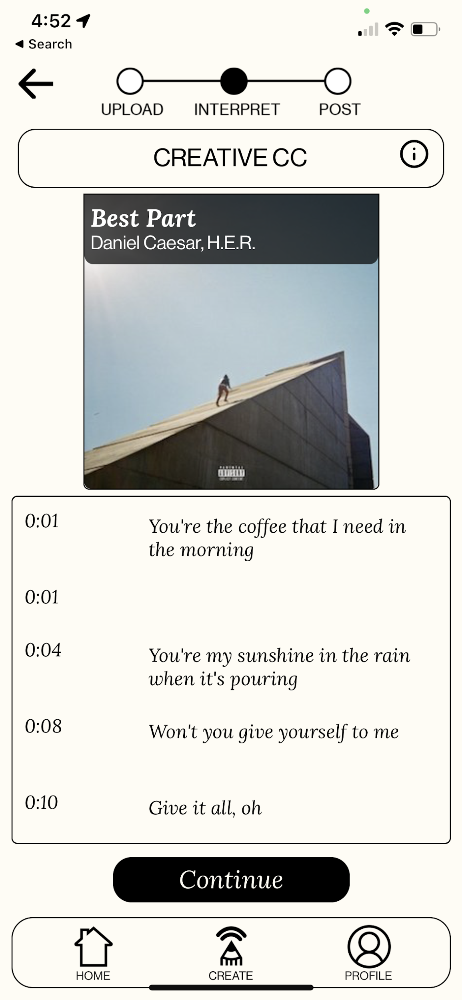 4:52
Search
UPLOAD
INTERPRET
POST
CREATIVE CC
Best Part
Daniel Caesar, H.E.R.
ADVISORY
0:01
You're the coffee that I need in
the morning
0:01
0:04
You're my sunshine in the rain
when it's pouring
0:08
Won't you give yourself to me
0:10
Give it all, oh
Continue
HOME
CREATE
PROFILE